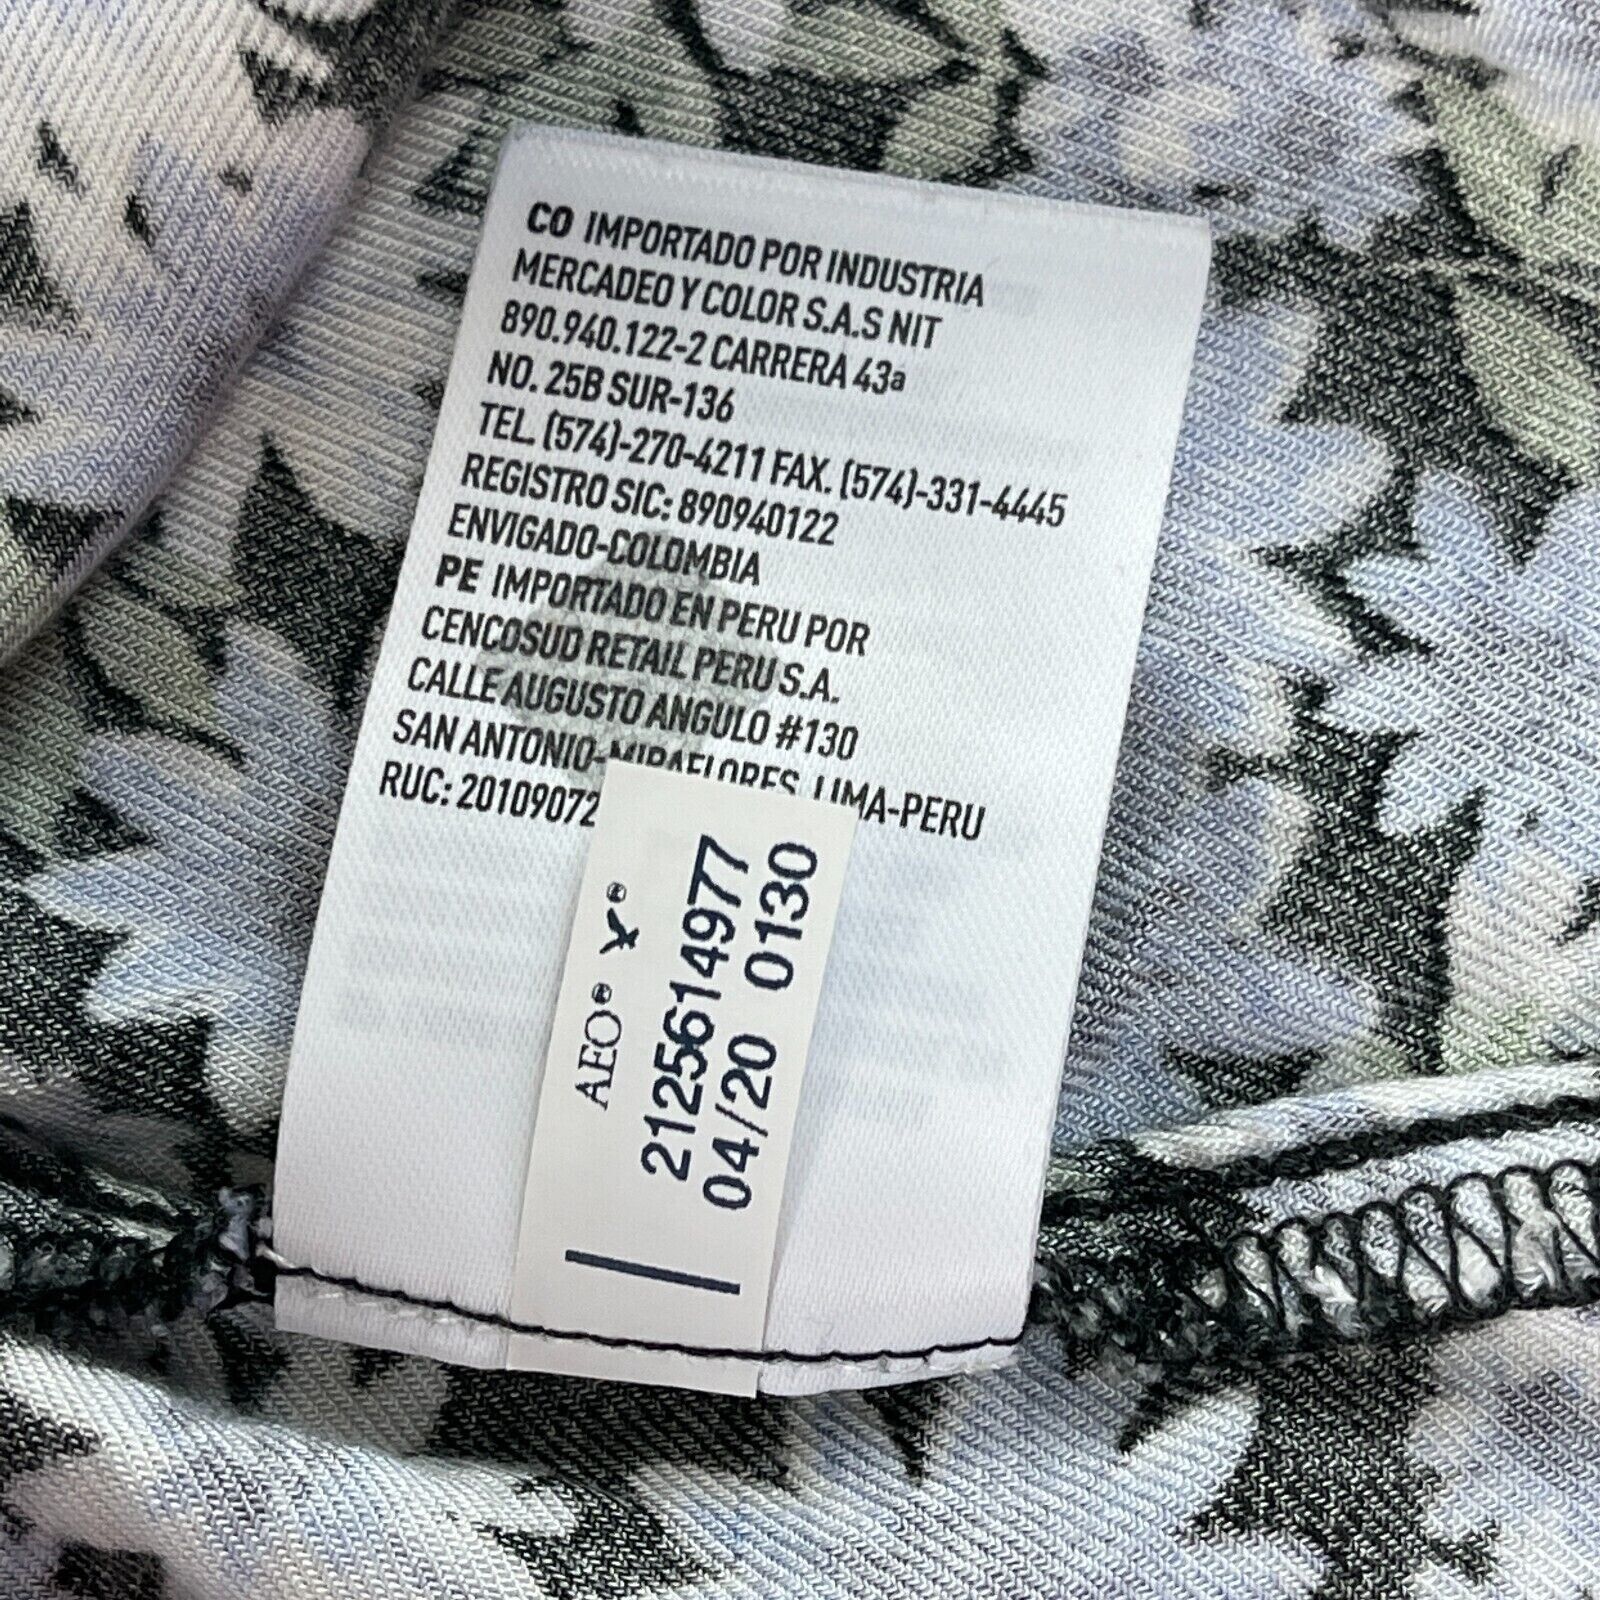 CO IMPORTADO POR INDUSTRIA
MERCADEO Y COLOR S.A.S NIT
890.940.122-2 CARRERA 43a
NO. 25B SUR-136
TEL. (574)-270-4211 FAX. (574)-331-4445
REGISTRO SIC: 890940122
ENVIGADO-COLOMBIA
PE IMPORTADO EN PERU POR
CENCOSUD RETAIL PERU S.A.
CALLE AUGUSTO ANGULO #130
SAN ANTONIO-MIRAFLORES, LIMA-PERU
RUC: 20109072
AEO® ®
2125614977
04/20 0130